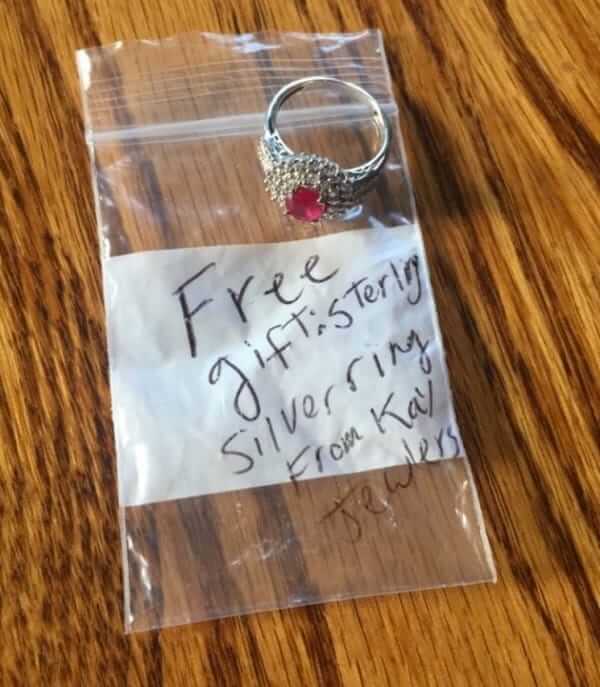 Free
gift: sterling
silver ring
From Kay
Jewlers